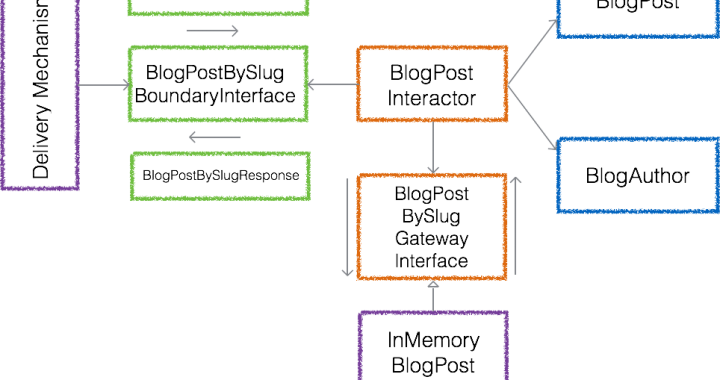 Delivery Mechanism
BlogPostBySlug
BoundaryInterface
BlogPostBySlugResponse
BlogPost
Interactor
BlogPost
BySlug
Gateway
Interface
InMemory
BlogPost
BlogPost
BlogAuthor